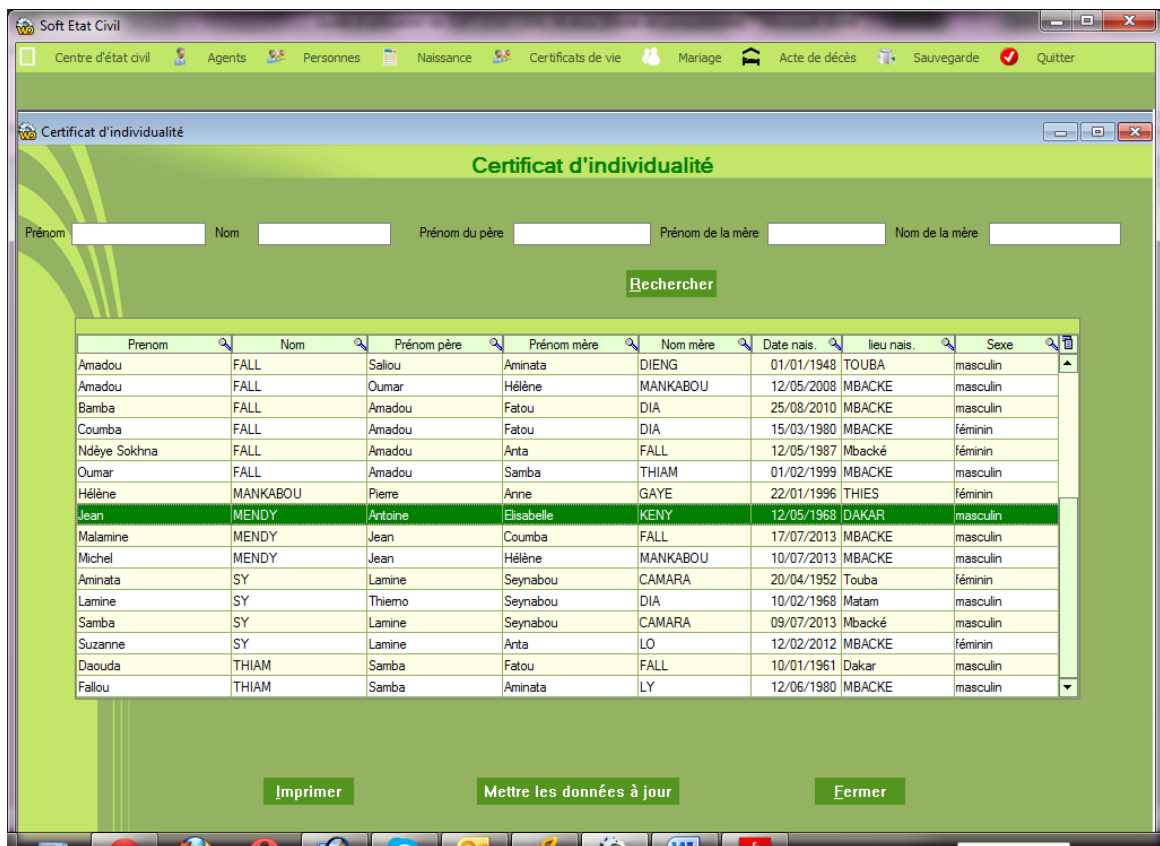 Soft Etat Civil
Centre d'état civil Agents Personnes Naissance Certificats de vie Mariage Acte de décès Sauvegarde Quitter
Certificat d'individualité
Certificat d'individualité
Prénom Nom Prénom du père Prénom de la mère Nom de la mère
Rechercher
Prenom Nom Prénom père Prénom mère Nom mère Date nais. lieu nais. Sexe
Amadou FALL Saliou Aminata DIENG 01/01/1948 TOUBA masculin
Amadou FALL Oumar Hélène MANKABOU 12/05/2008 MBACKE masculin
Bamba FALL Amadou Fatou DIA 25/08/2010 MBACKE masculin
Coumba FALL Amadou Fatou DIA 15/03/1980 MBACKE féminin
Ndèye Sokhna FALL Amadou Anta FALL 12/05/1987 Mbacké féminin
Oumar FALL Amadou Samba THIAM 01/02/1999 MBACKE masculin
Hélène MANKABOU Pierre Anne GAYE 22/01/1996 THIES féminin
Jean MENDY Antoine Elisabelle KENY 12/05/1968 DAKAR masculin
Malamine MENDY Jean Coumba FALL 17/07/2013 MBACKE masculin
Michel MENDY Jean Hélène MANKABOU 10/07/2013 MBACKE masculin
Aminata SY Lamine Seynabou CAMARA 20/04/1952 Touba féminin
Lamine SY Thierno Seynabou DIA 10/02/1968 Matam masculin
Samba SY Lamine Seynabou CAMARA 09/07/2013 Mbacké masculin
Suzanne SY Lamine Anta LO 12/02/2012 MBACKE féminin
Daouda THIAM Samba Fatou FALL 10/01/1961 Dakar masculin
Fallou THIAM Samba Aminata LY 12/06/1980 MBACKE masculin
Imprimer Mettre les données à jour Fermer